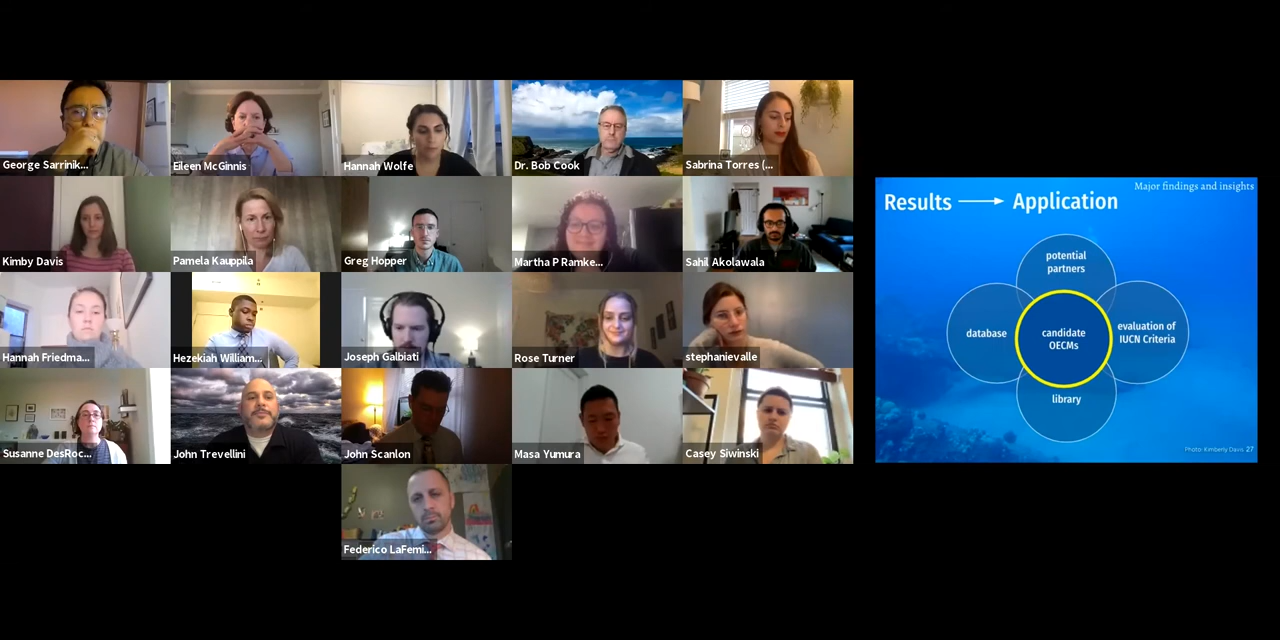 George Sarrinik...
Eileen McGinnis
Hannah Wolfe
Dr. Bob Cook
Sabrina Torres (...
Kimby Davis
Pamela Kauppila
Greg Hopper
Martha P Ramke...
Sahil Akolawala
Hannah Friedma...
Hezekiah William...
Joseph Galbiati
Rose Turner
stephanievalle
Susanne DesRoc...
John Trevellini
John Scanlon
Masa Yumura
Casey Siwinski
Federico LaFemi...
Major findings and insights
Results → Application
potential
partners
database
candidate
OECMs
evaluation of
IUCN Criteria
library
Photo: Kimberly Davis 27